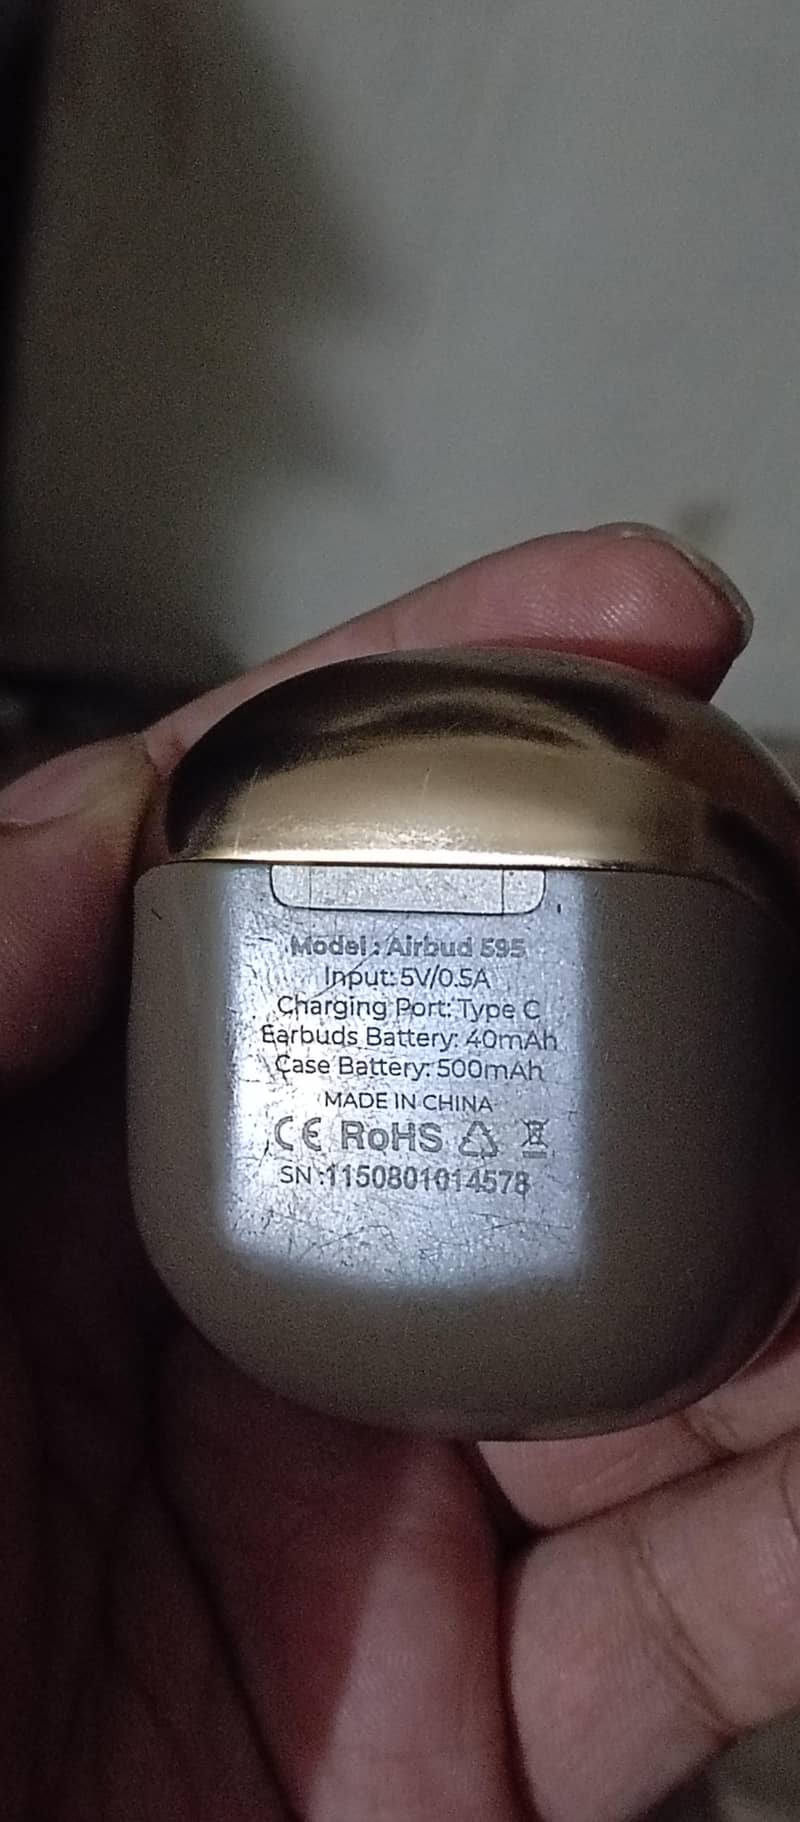 Model : Airbud 595
Input: 5V/0.5A
Charging Port: Type C
Earbuds Battery: 40mAh
Case Battery: 500mAh
MADE IN CHINA
CE RoHS
SN :1150801014578